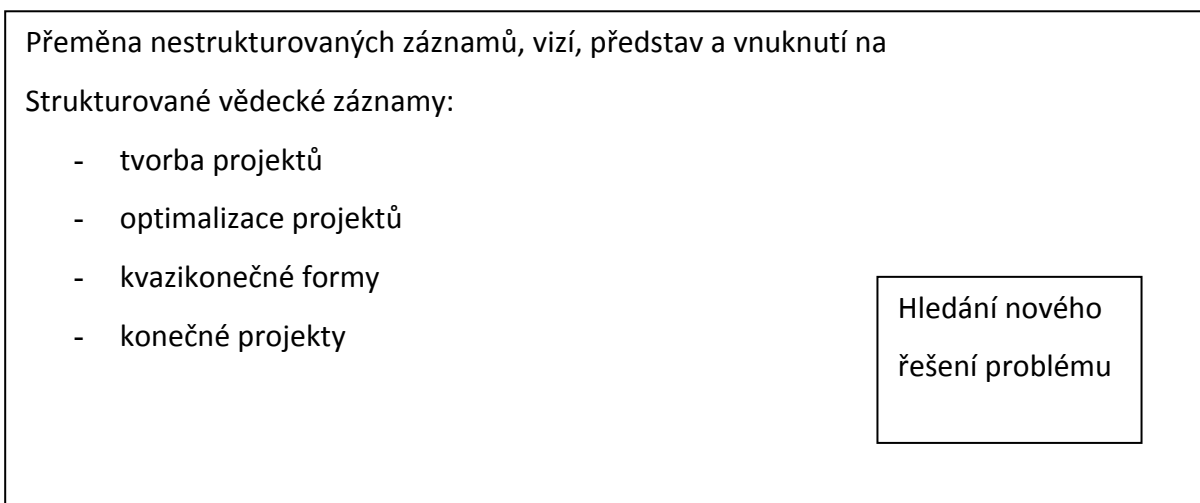 Přeměna nestrukturovaných záznamů, vizí, představ a vnuknutí na
Strukturované vědecké záznamy:
- tvorba projektů
- optimalizace projektů
- kvazikonečné formy
- konečné projekty
Hledání nového
řešení problému